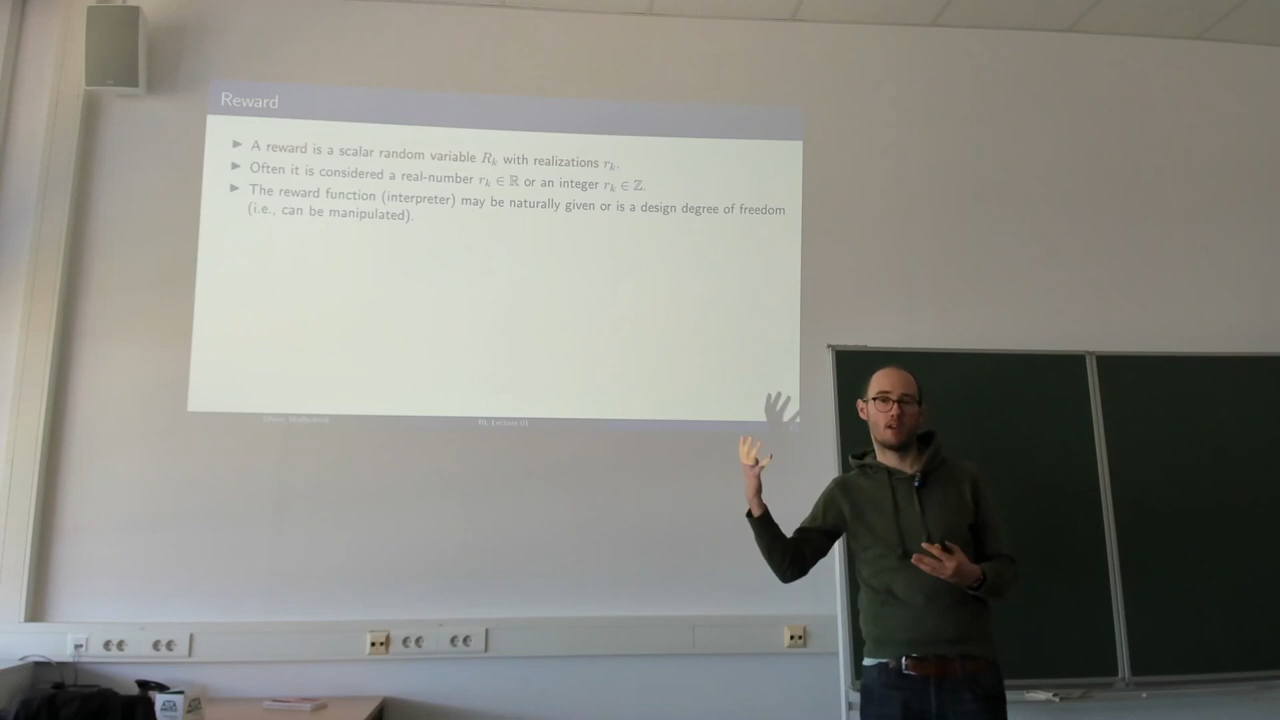 Reward
▶ A reward is a scalar random variable Rₖ with realizations rₖ.
▶ Often it is considered a real-number rₖ ∈ ℝ or an integer rₖ ∈ ℤ.
▶ The reward function (interpreter) may be naturally given or is a design degree of freedom
(i.e., can be manipulated).
RL Lecture 01